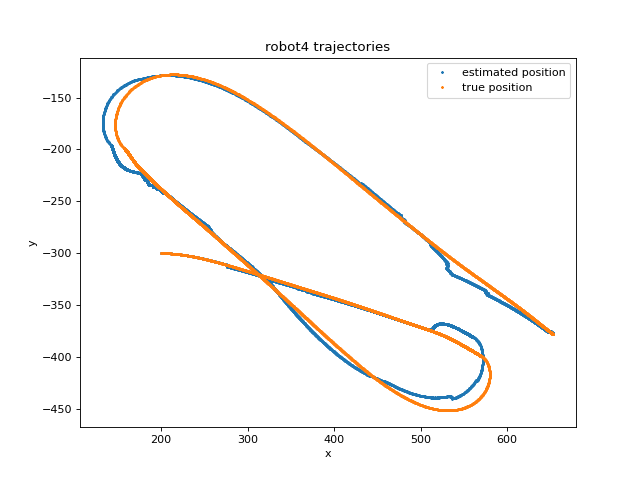 robot4 trajectories
estimated position
true position
−150
−200
−250
−300
−350
−400
−450
y
200
300
400
500
600
x